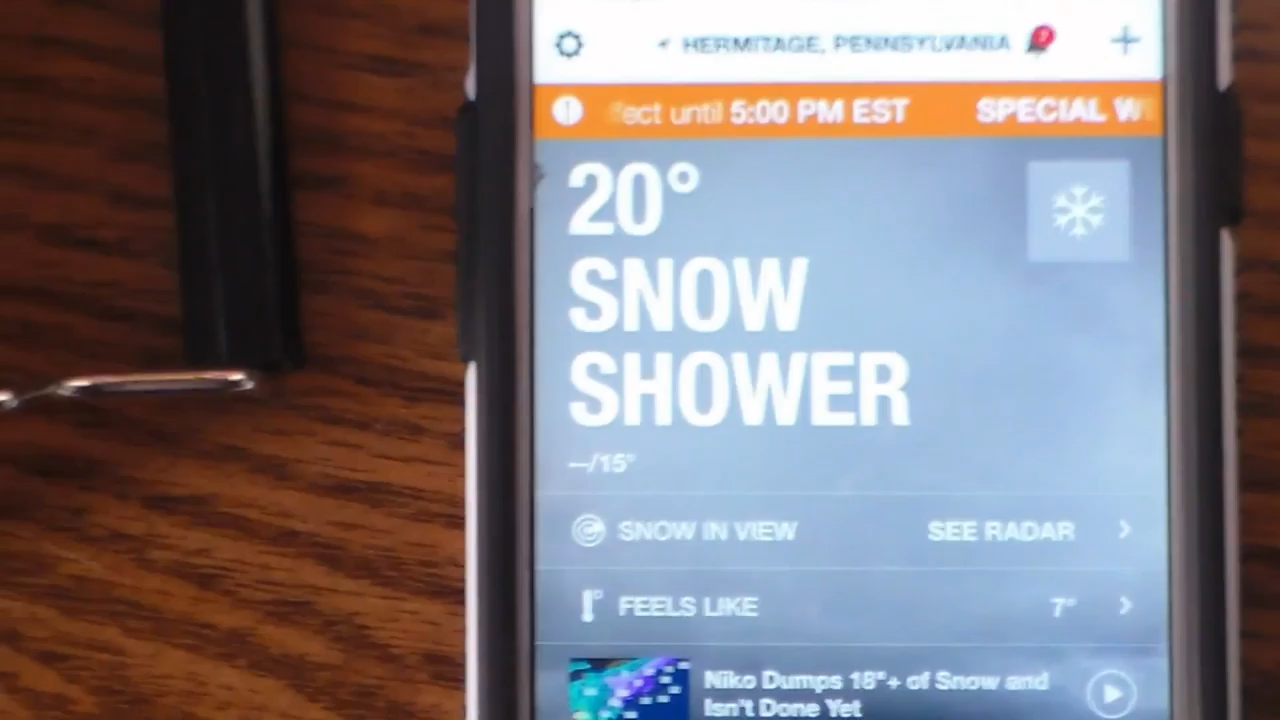 HERMITAGE, PENNSYLVANIA
fect until 5:00 PM EST SPECIAL W
20°
SNOW
SHOWER
--/15°
SNOW IN VIEW SEE RADAR
FEELS LIKE 7°
Niko Dumps 18"+ of Snow and
Isn't Done Yet